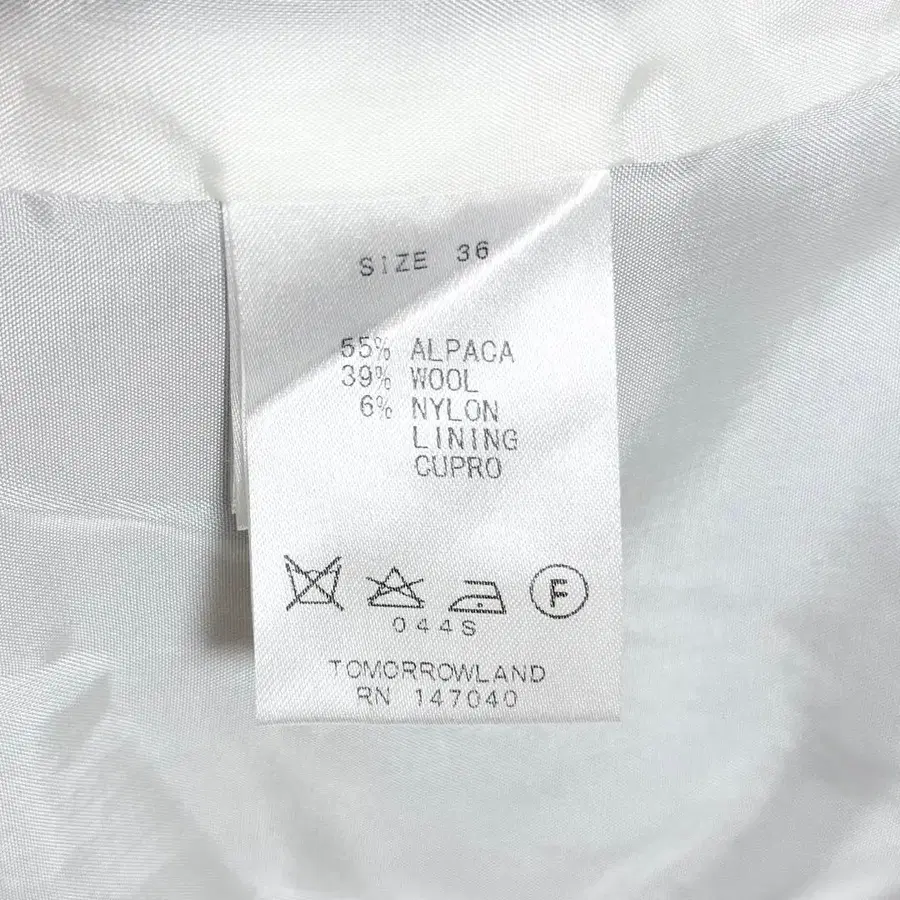 SIZE 36
55% ALPACA
39% WOOL
6% NYLON
LINING
CUPRO
F
044S
TOMORROWLAND
RN 147040